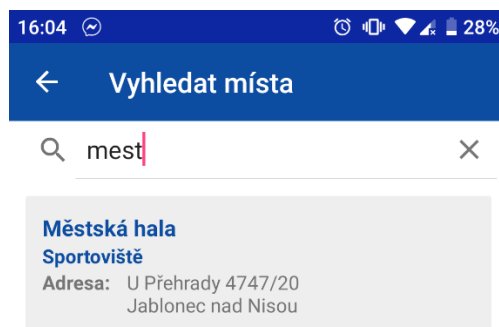 16:04 28%
Vyhledat místa
mest
Městská hala
Sportoviště
Adresa: U Přehrady 4747/20
Jablonec nad Nisou